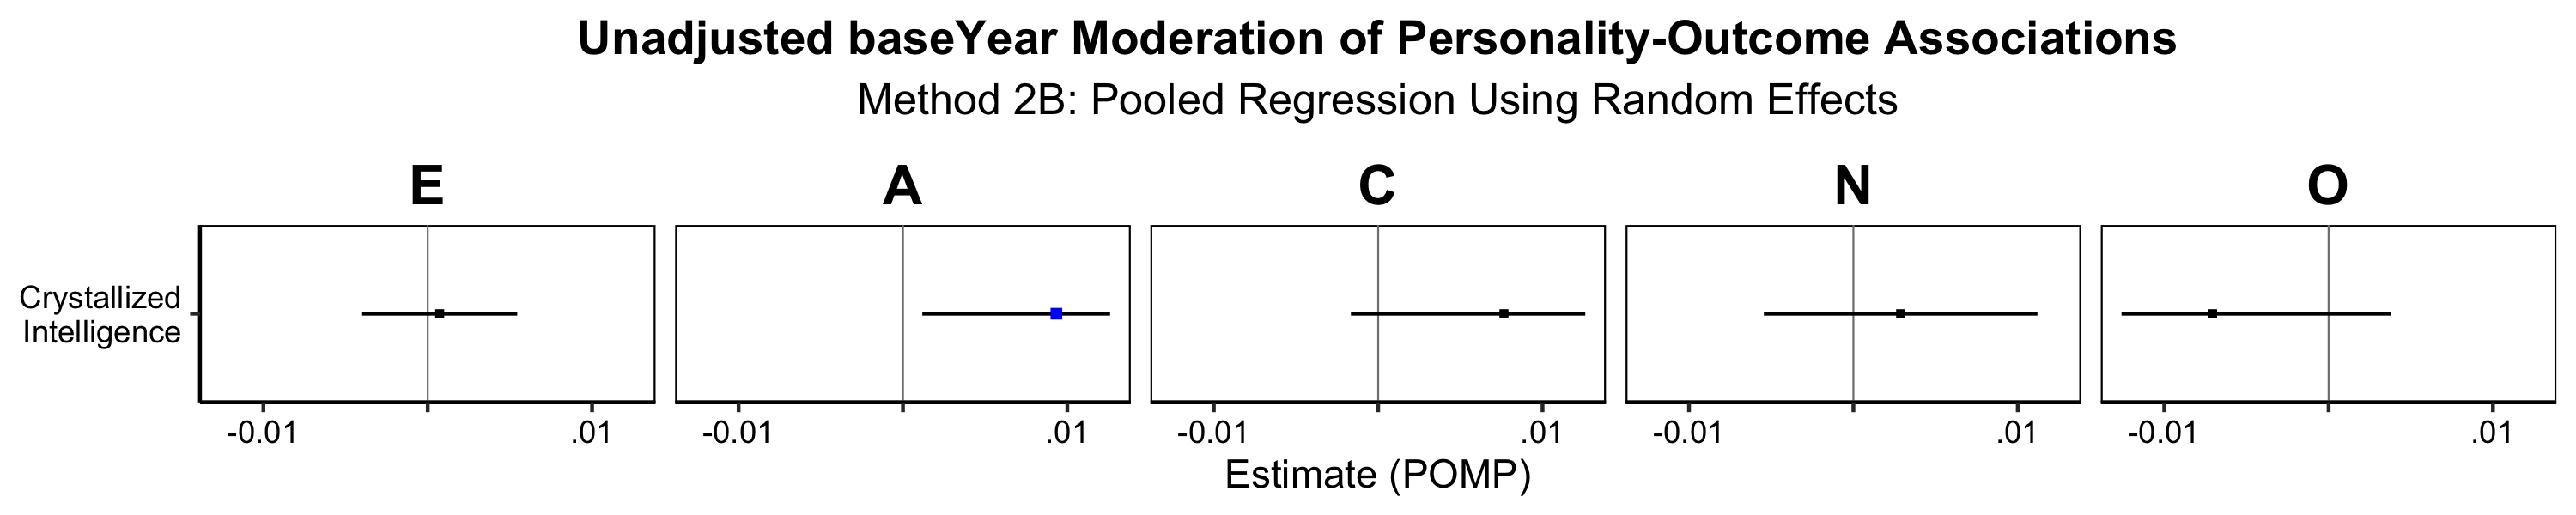 Unadjusted baseYear Moderation of Personality-Outcome Associations
Method 2B: Pooled Regression Using Random Effects
E A C N O
Crystallized
Intelligence
-0.01 .01 -0.01 .01 -0.01 .01 -0.01 .01 -0.01 .01
Estimate (POMP)